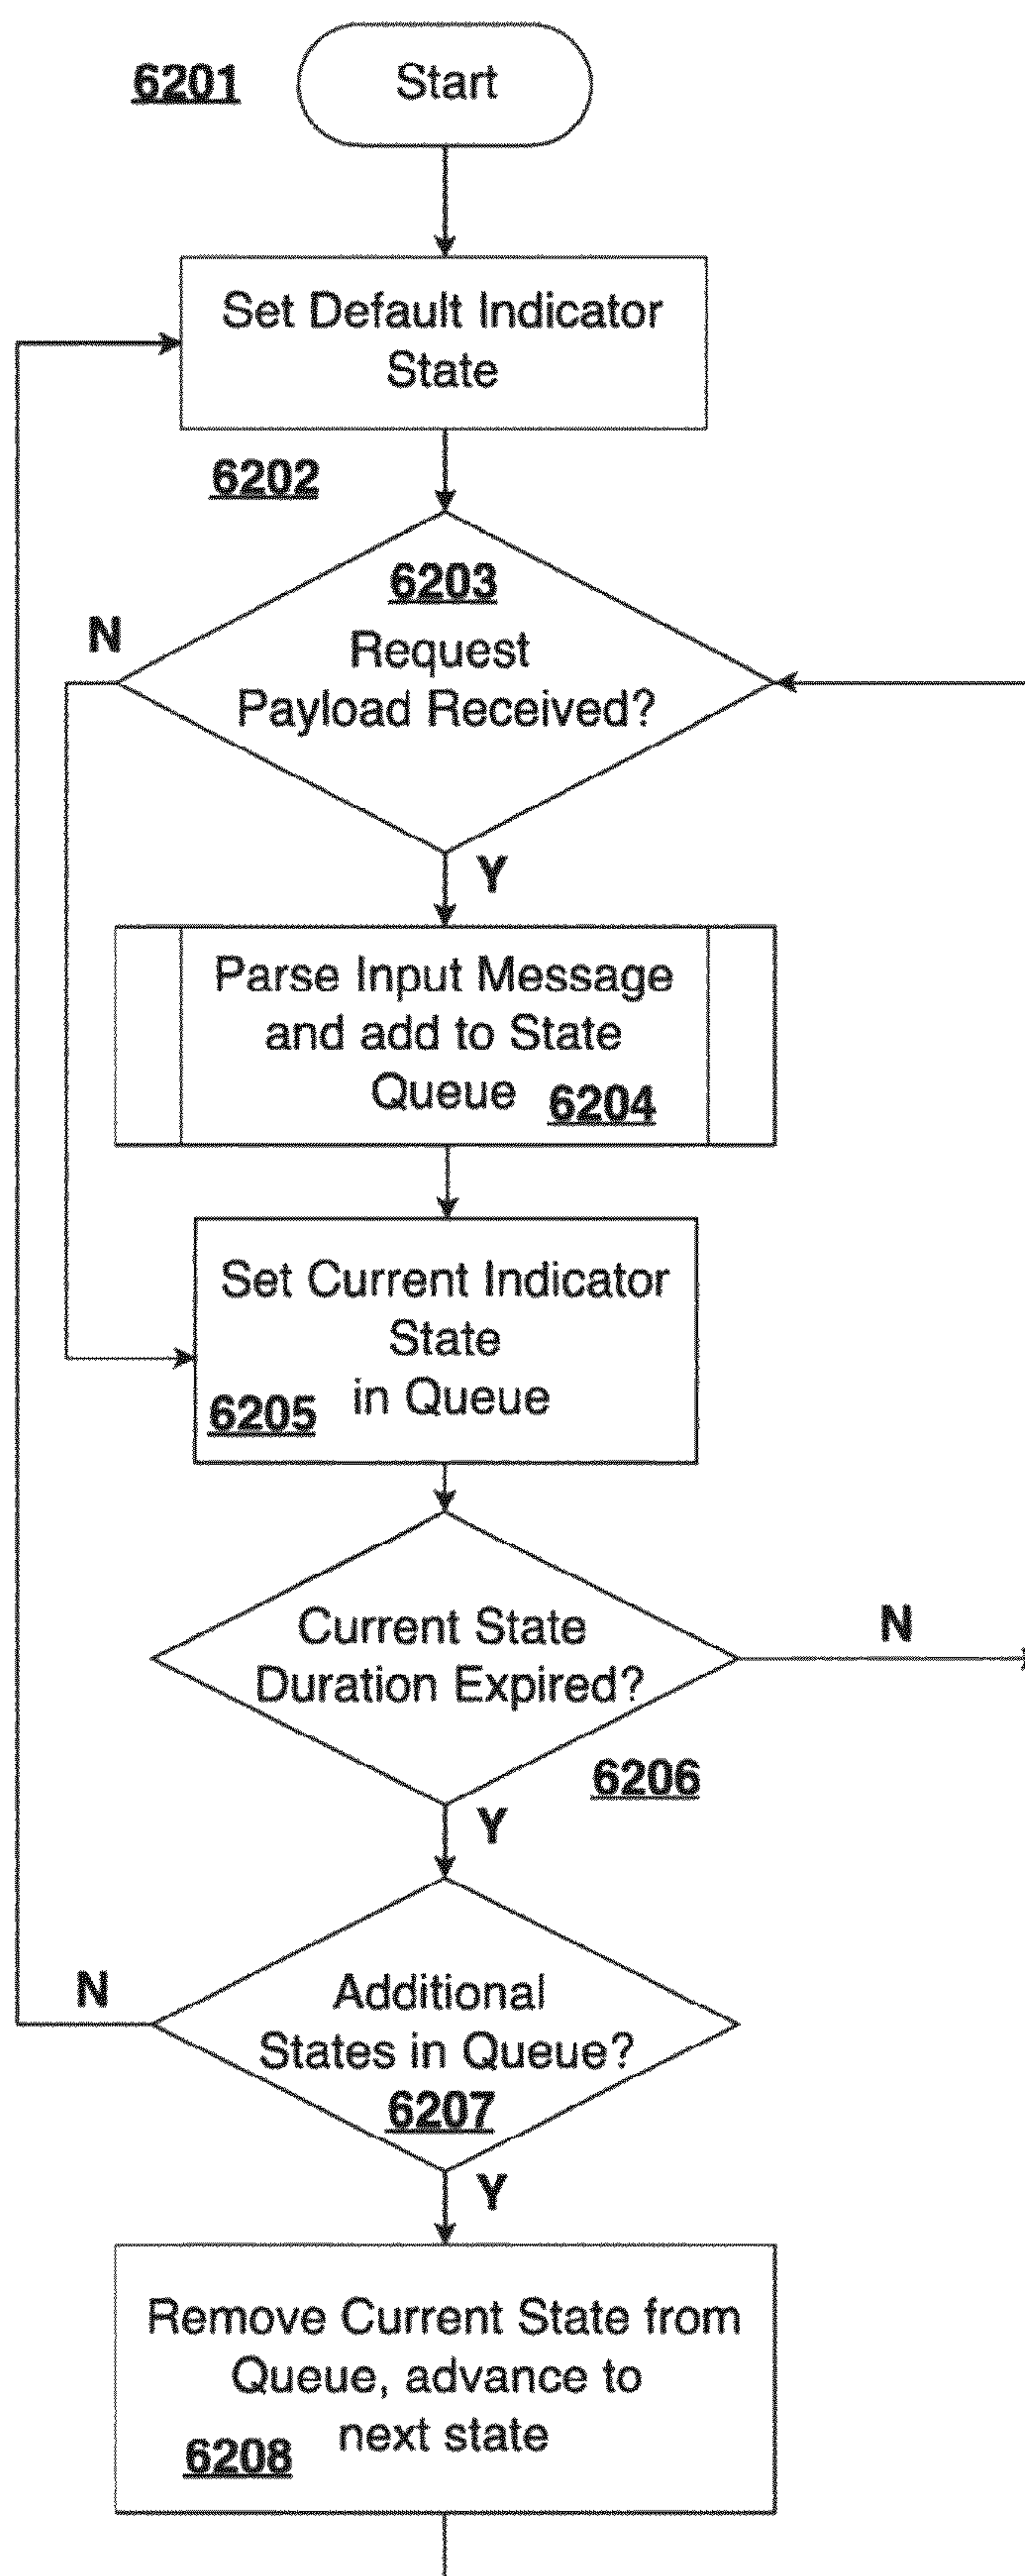 6201
Start
Set Default Indicator
State
6202
6203
N
Request
Payload Received?
Y
Parse Input Message
and add to State
Queue 6204
Set Current Indicator
State
in Queue
6205
Current State
Duration Expired?
N
6206
Y
Additional
States in Queue?
N
6207
Y
Remove Current State from
Queue, advance to
next state
6208